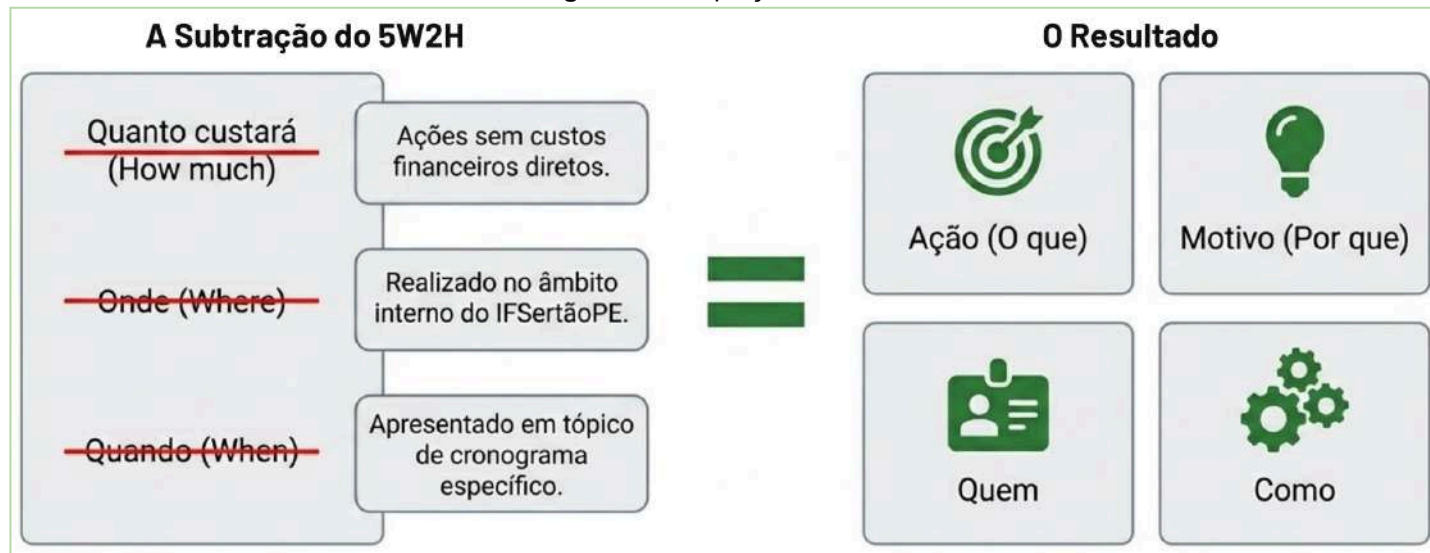 A Subtração do 5W2H
Quanto custará
(How much)
Ações sem custos
financeiros diretos.
Onde (Where)
Realizado no âmbito
interno do IFSertãoPE.
Quando (When)
Apresentado em tópico
de cronograma
específico.
O Resultado
Ação (O que)
Motivo (Por que)
Quem
Como